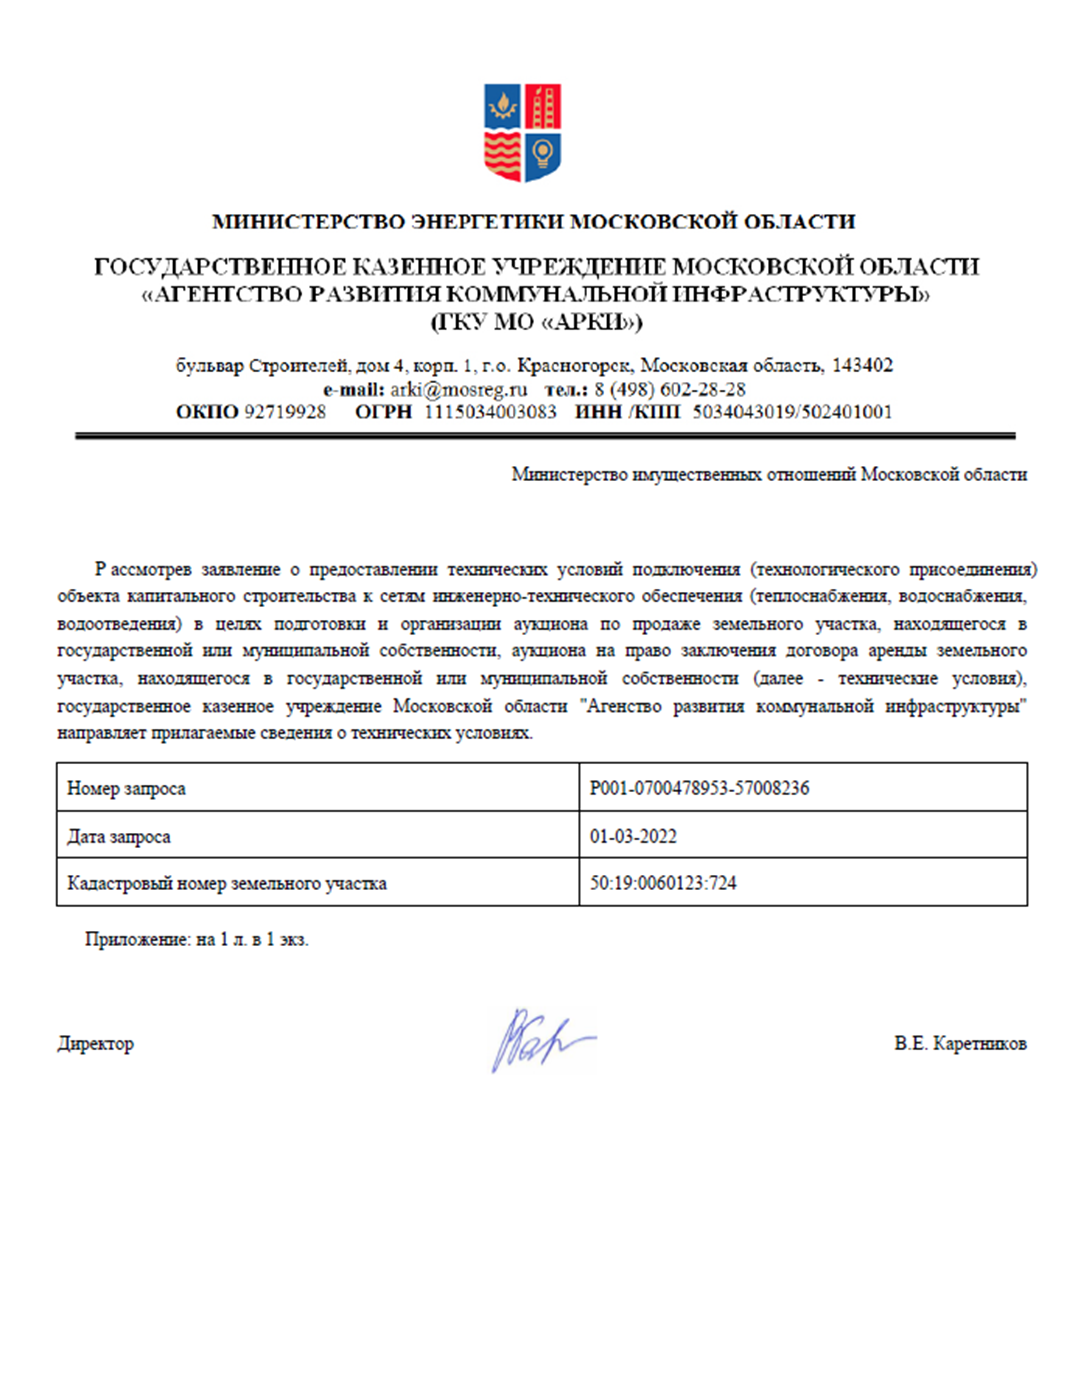 МИНИСТЕРСТВО ЭНЕРГЕТИКИ МОСКОВСКОЙ ОБЛАСТИ
ГОСУДАРСТВЕННОЕ КАЗЕННОЕ УЧРЕЖДЕНИЕ МОСКОВСКОЙ ОБЛАСТИ
«АГЕНТСТВО РАЗВИТИЯ КОММУНАЛЬНОЙ ИНФРАСТРУКТУРЫ»
(ГКУ МО «АРКИ»)
бульвар Строителей, дом 4, корп. 1, г.о. Красногорск, Московская область, 143402
e-mail: arki@mosreg.ru тел.: 8 (498) 602-28-28
ОКПО 92719928 ОГРН 1115034003083 ИНН /КПП 5034043019/502401001
Министерство имущественных отношений Московской области
Р ассмотрев заявление о предоставлении технических условий подключения (технологического присоединения)
объекта капитального строительства к сетям инженерно-технического обеспечения (теплоснабжения, водоснабжения,
водоотведения) в целях подготовки и организации аукциона по продаже земельного участка, находящегося в
государственной или муниципальной собственности, аукциона на право заключения договора аренды земельного
участка, находящегося в государственной или муниципальной собственности (далее - технические условия),
государственное казенное учреждение Московской области "Агенство развития коммунальной инфраструктуры"
направляет прилагаемые сведения о технических условиях.
Номер запроса P001-0700478953-57008236
Дата запроса 01-03-2022
Кадастровый номер земельного участка 50:19:0060123:724
Приложение: на 1 л. в 1 экз.
Директор В.Е. Каретников